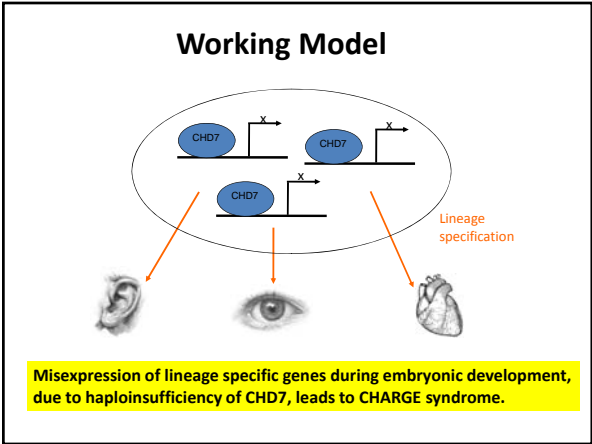 Working Model
X
CHD7
X
CHD7
X
CHD7
Lineage
specification
Misexpression of lineage specific genes during embryonic development,
due to haploinsufficiency of CHD7, leads to CHARGE syndrome.